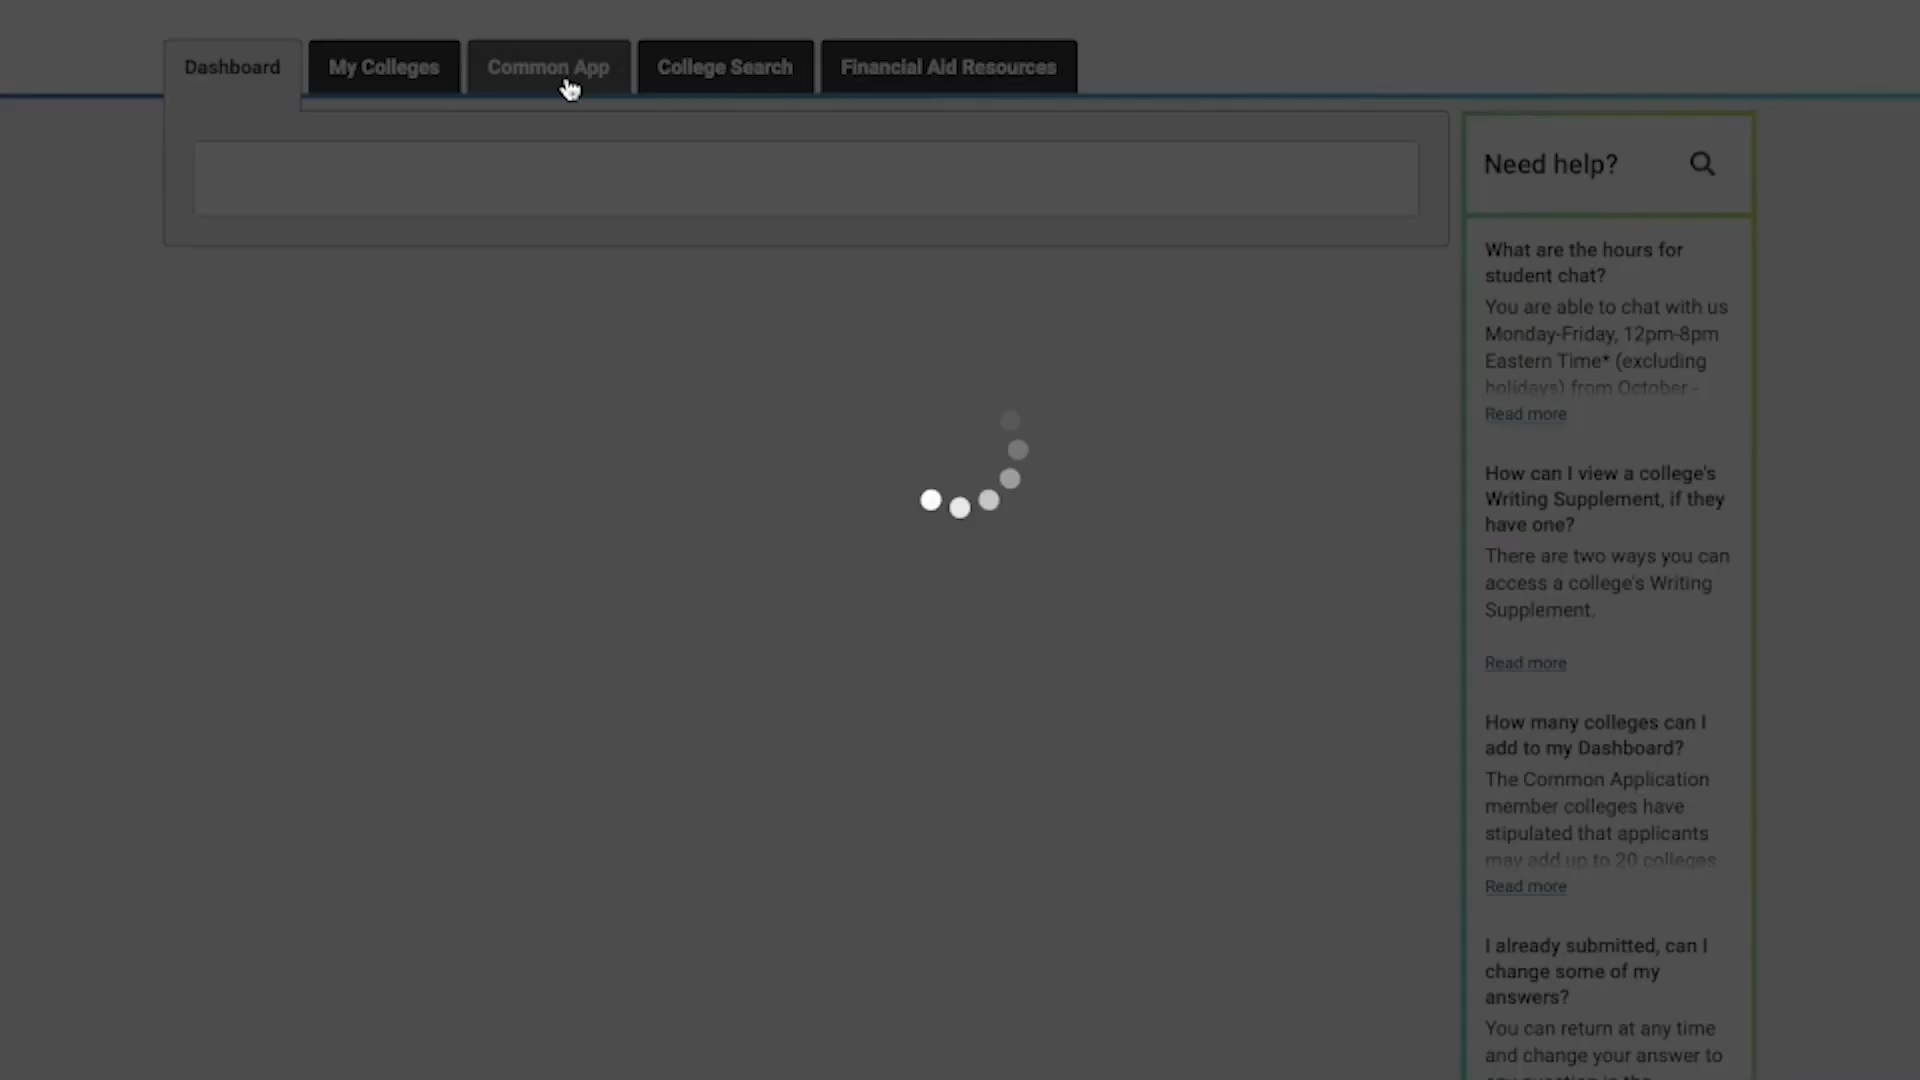 Dashboard
My Colleges
Common App
College Search
Financial Aid Resources
Need help?
What are the hours for
student chat?
You are able to chat with us
Monday-Friday, 12pm-8pm
Eastern Time* (excluding
holidays) from October -
Read more
How can I view a college's
Writing Supplement, if they
have one?
There are two ways you can
access a college's Writing
Supplement.
Read more
How many colleges can I
add to my Dashboard?
The Common Application
member colleges have
stipulated that applicants
may add up to 20 colleges
Read more
I already submitted, can I
change some of my
answers?
You can return at any time
and change your answer to